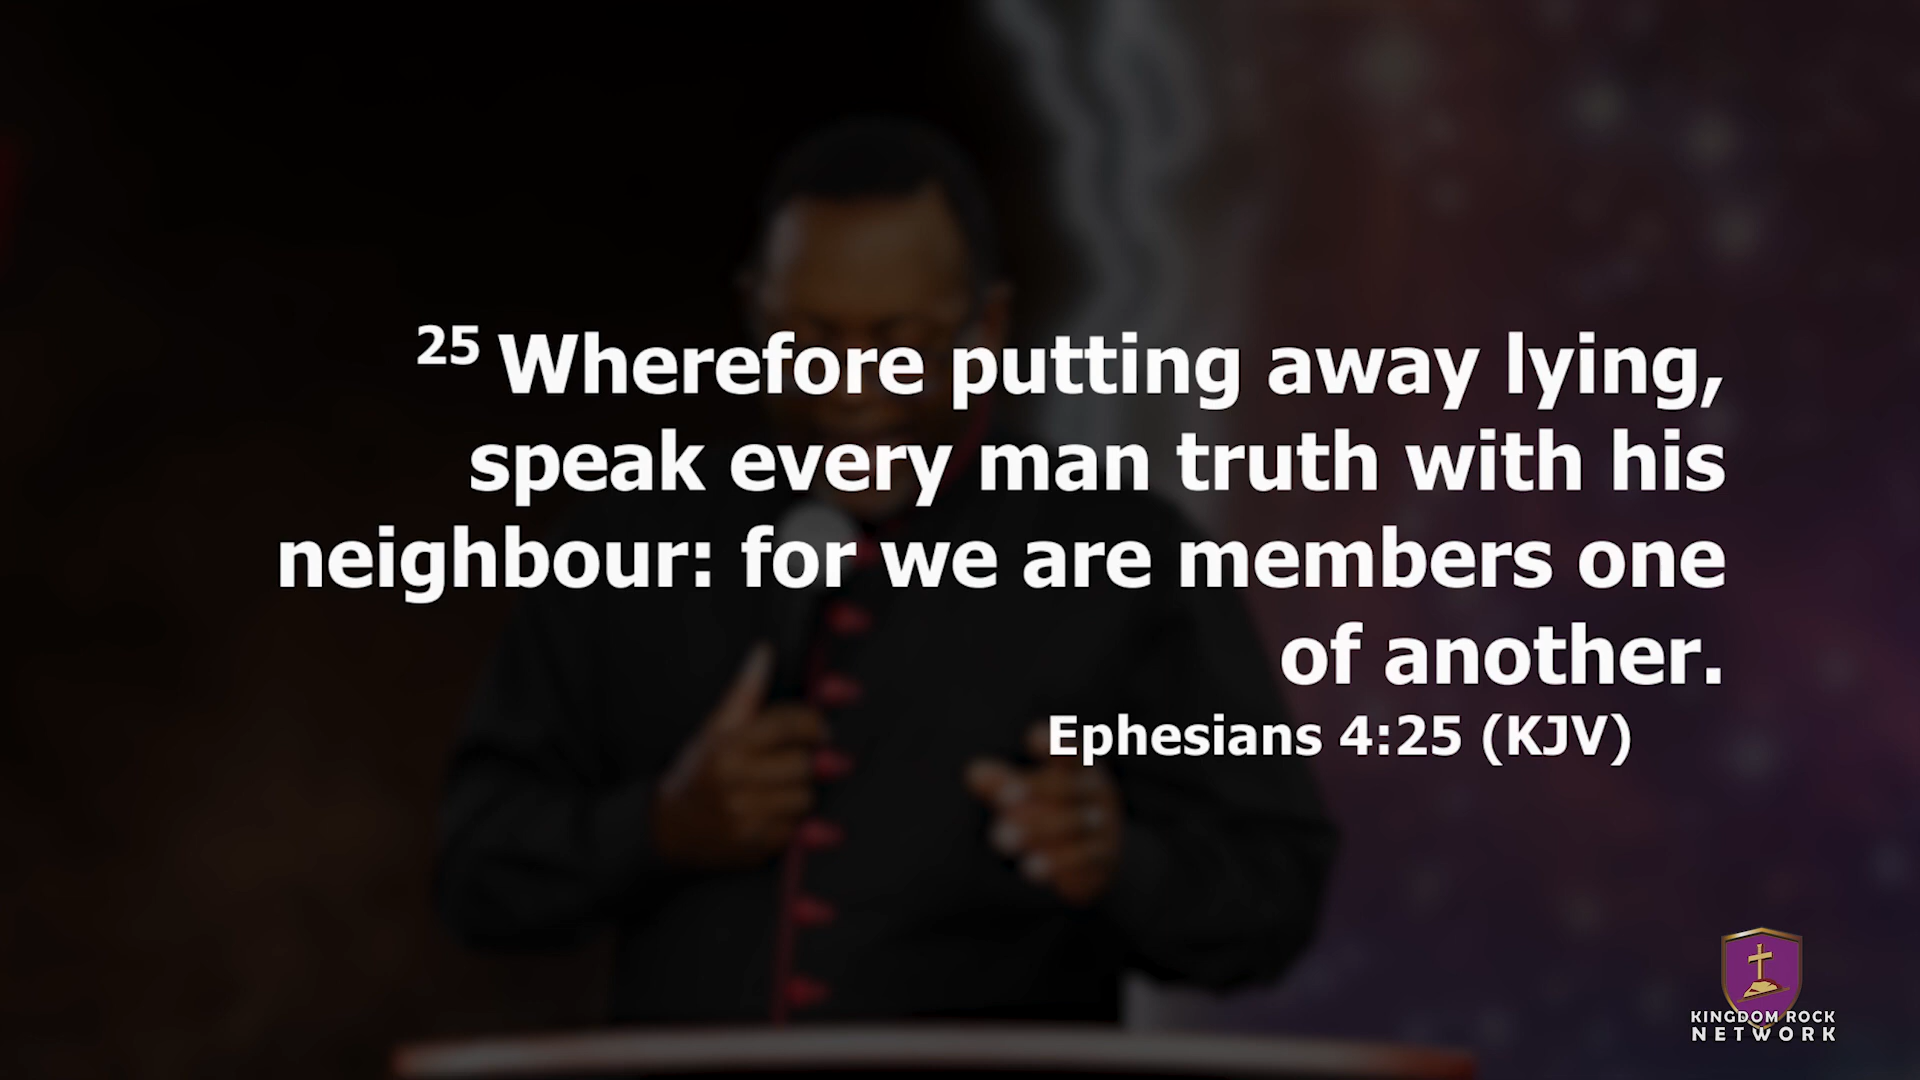 25 Wherefore putting away lying,
speak every man truth with his
neighbour: for we are members one
of another.
Ephesians 4:25 (KJV)
KINGDOM ROCK
NETWORK